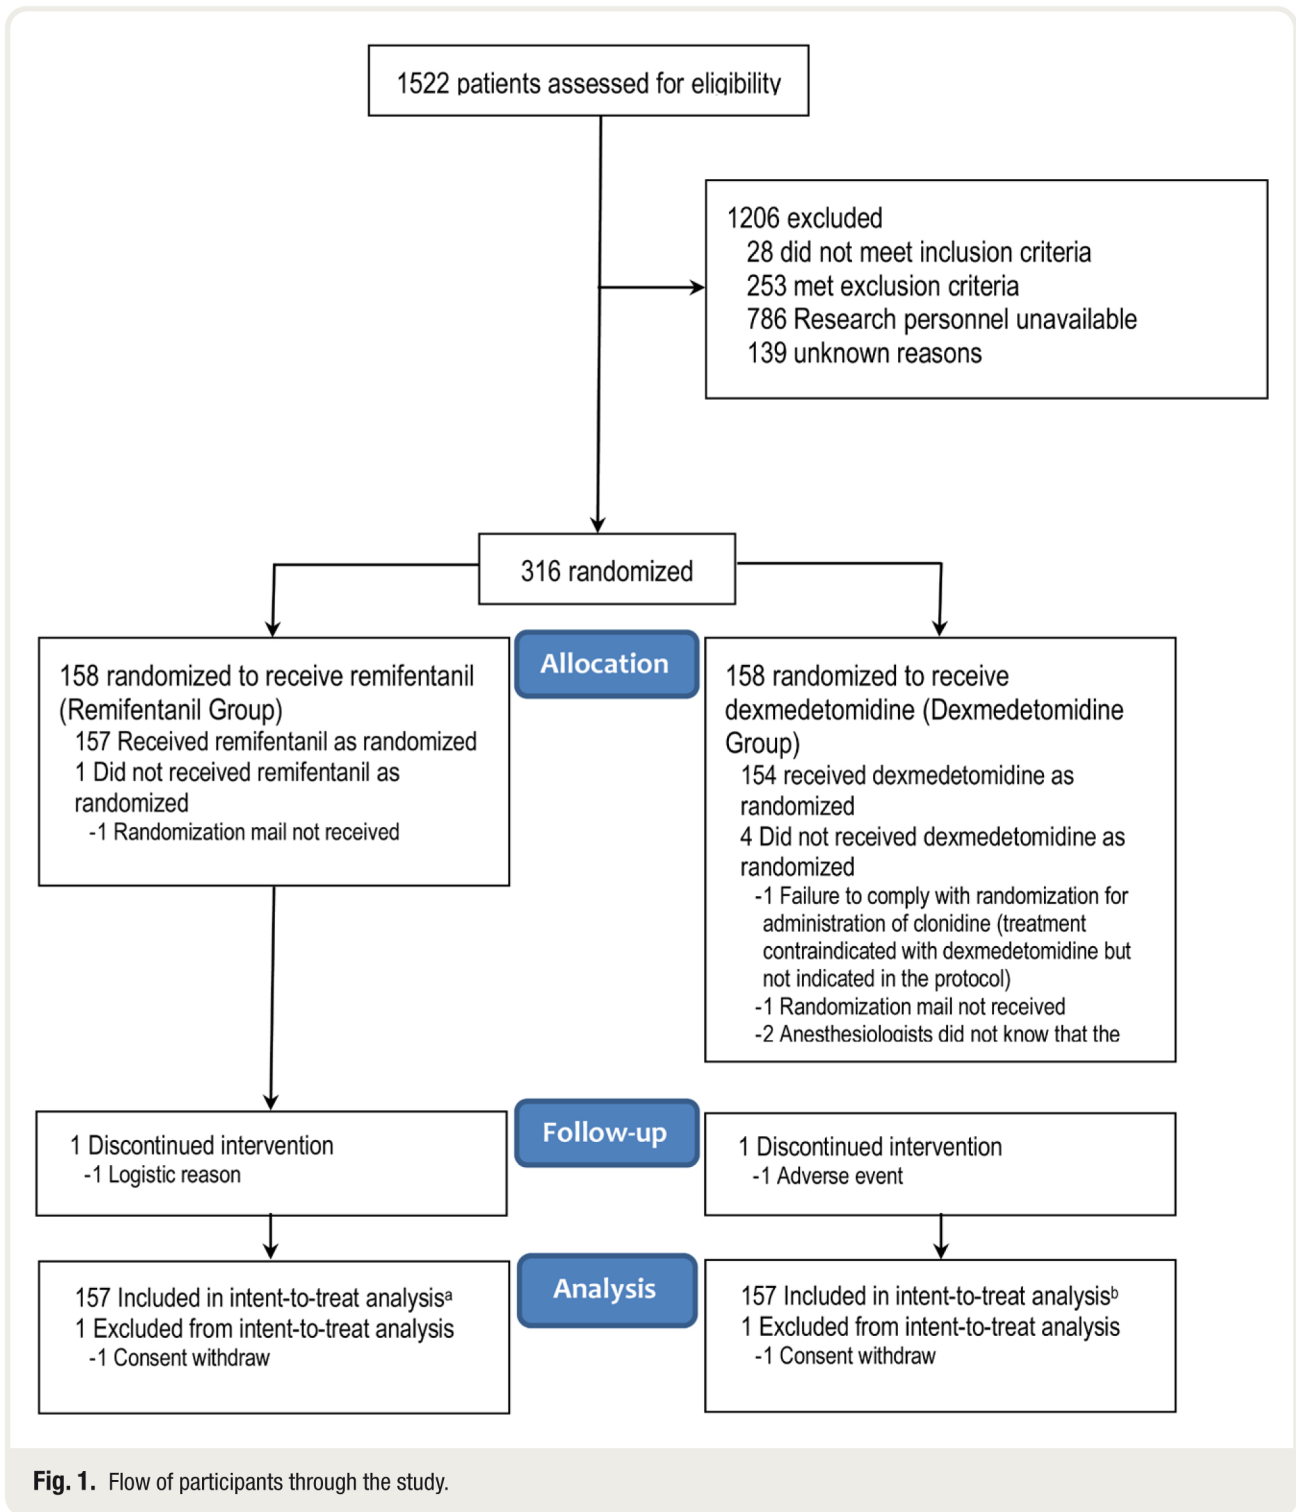 1522 patients assessed for eligibility
1206 excluded
28 did not meet inclusion criteria
253 met exclusion criteria
786 Research personnel unavailable
139 unknown reasons
316 randomized
Allocation
158 randomized to receive remifentanil
(Remifentanil Group)
157 Received remifentanil as randomized
1 Did not received remifentanil as
randomized
-1 Randomization mail not received
158 randomized to receive
dexmedetomidine (Dexmedetomidine
Group)
154 received dexmedetomidine as
randomized
4 Did not received dexmedetomidine as
randomized
-1 Failure to comply with randomization for
administration of clonidine (treatment
contraindicated with dexmedetomidine but
not indicated in the protocol)
-1 Randomization mail not received
-2 Anesthesiologists did not know that the
Follow-up
1 Discontinued intervention
-1 Logistic reason
1 Discontinued intervention
-1 Adverse event
Analysis
157 Included in intent-to-treat analysisᵃ
1 Excluded from intent-to-treat analysis
-1 Consent withdraw
157 Included in intent-to-treat analysisᵇ
1 Excluded from intent-to-treat analysis
-1 Consent withdraw
Fig. 1. Flow of participants through the study.